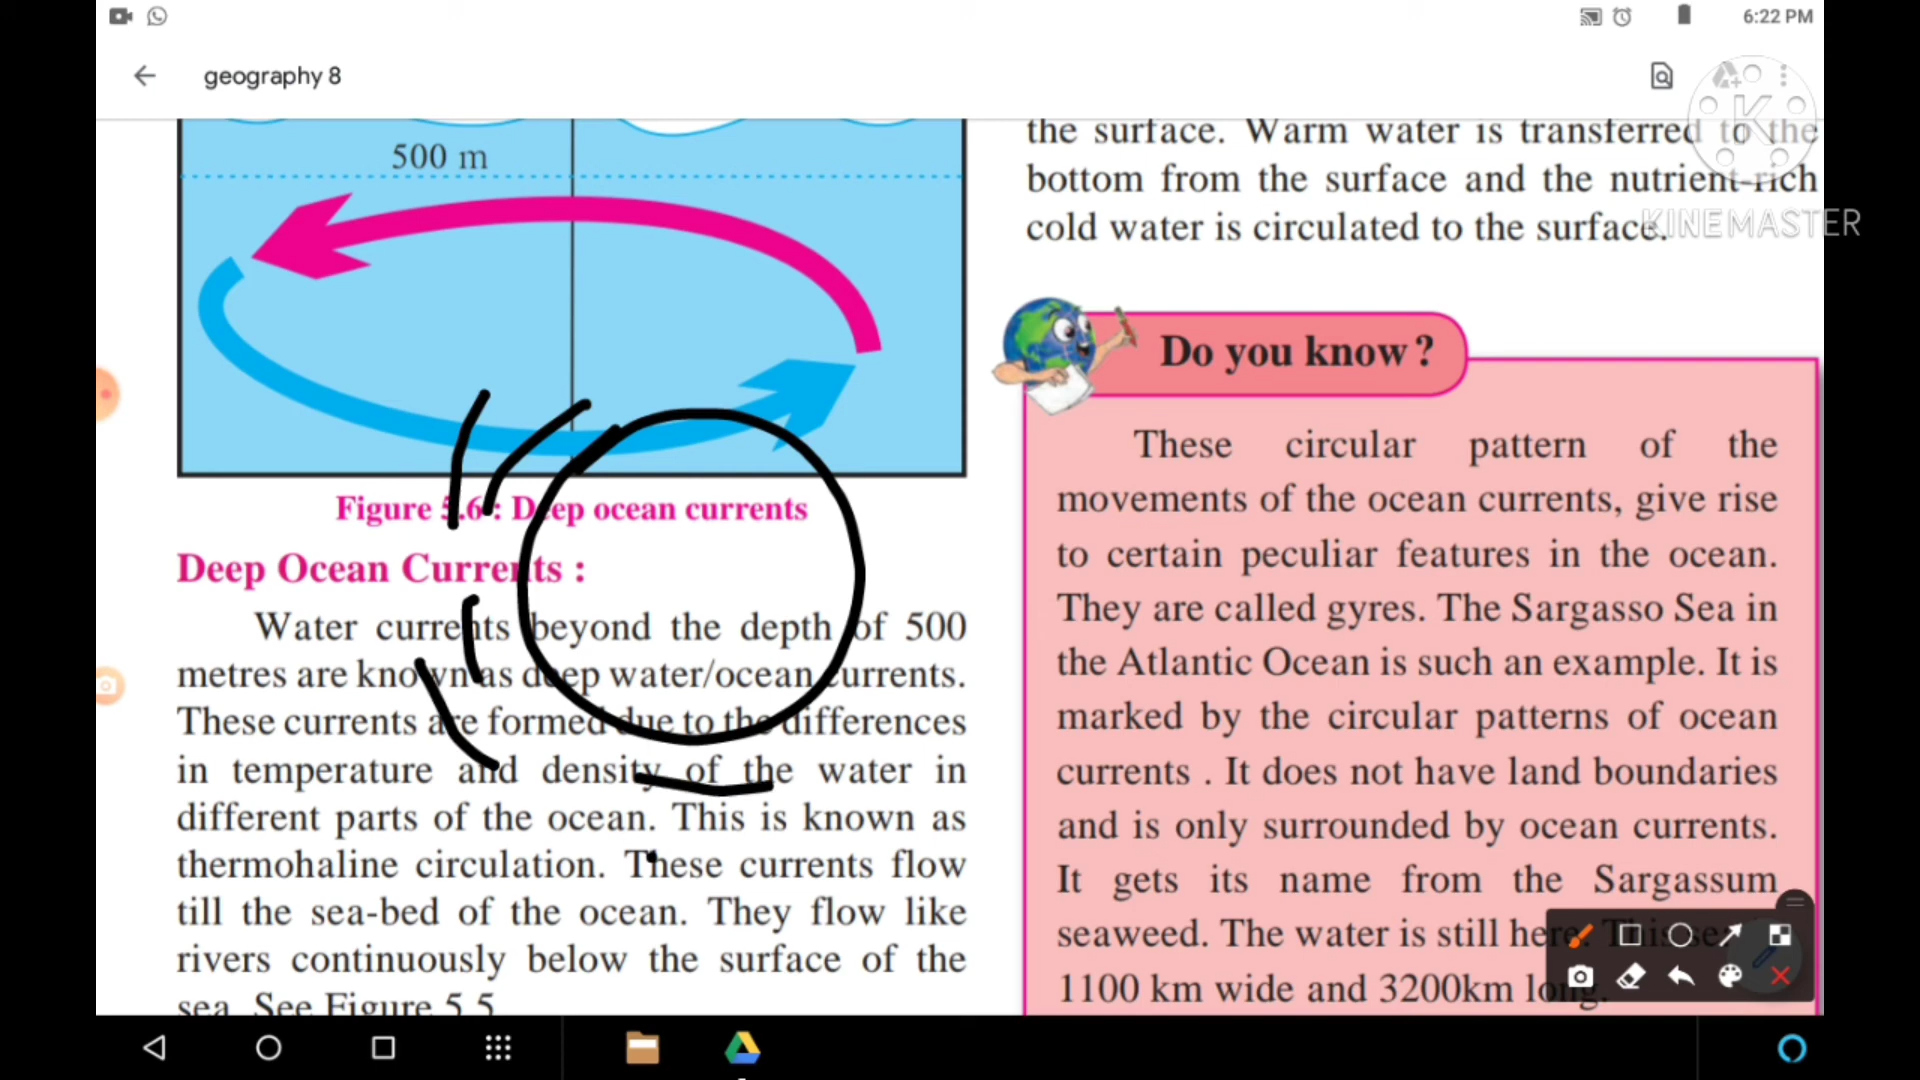 6:22 PM
geography 8
KINEMASTER
500 m
Figure 5.6 : Deep ocean currents
Deep Ocean Currents :
Water currents beyond the depth of 500
metres are known as deep water/ocean currents.
These currents are formed due to the differences
in temperature and density of the water in
different parts of the ocean. This is known as
thermohaline circulation. These currents flow
till the sea-bed of the ocean. They flow like
rivers continuously below the surface of the
sea. See Figure 5.5
the surface. Warm water is transferred to the
bottom from the surface and the nutrient-rich
cold water is circulated to the surface.
Do you know ?
These circular pattern of the
movements of the ocean currents, give rise
to certain peculiar features in the ocean.
They are called gyres. The Sargasso Sea in
the Atlantic Ocean is such an example. It is
marked by the circular patterns of ocean
currents . It does not have land boundaries
and is only surrounded by ocean currents.
It gets its name from the Sargassum
seaweed. The water is still here. This sea
1100 km wide and 3200km long.